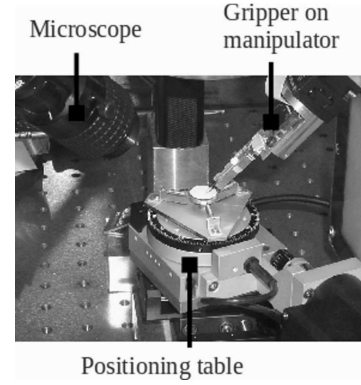 Microscope
Gripper on
manipulator
Positioning table